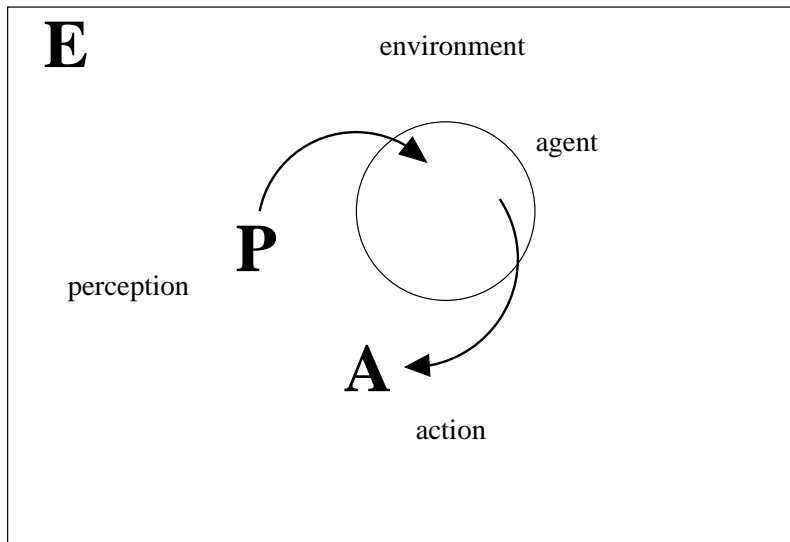 E
environment
agent
P
perception
A
action